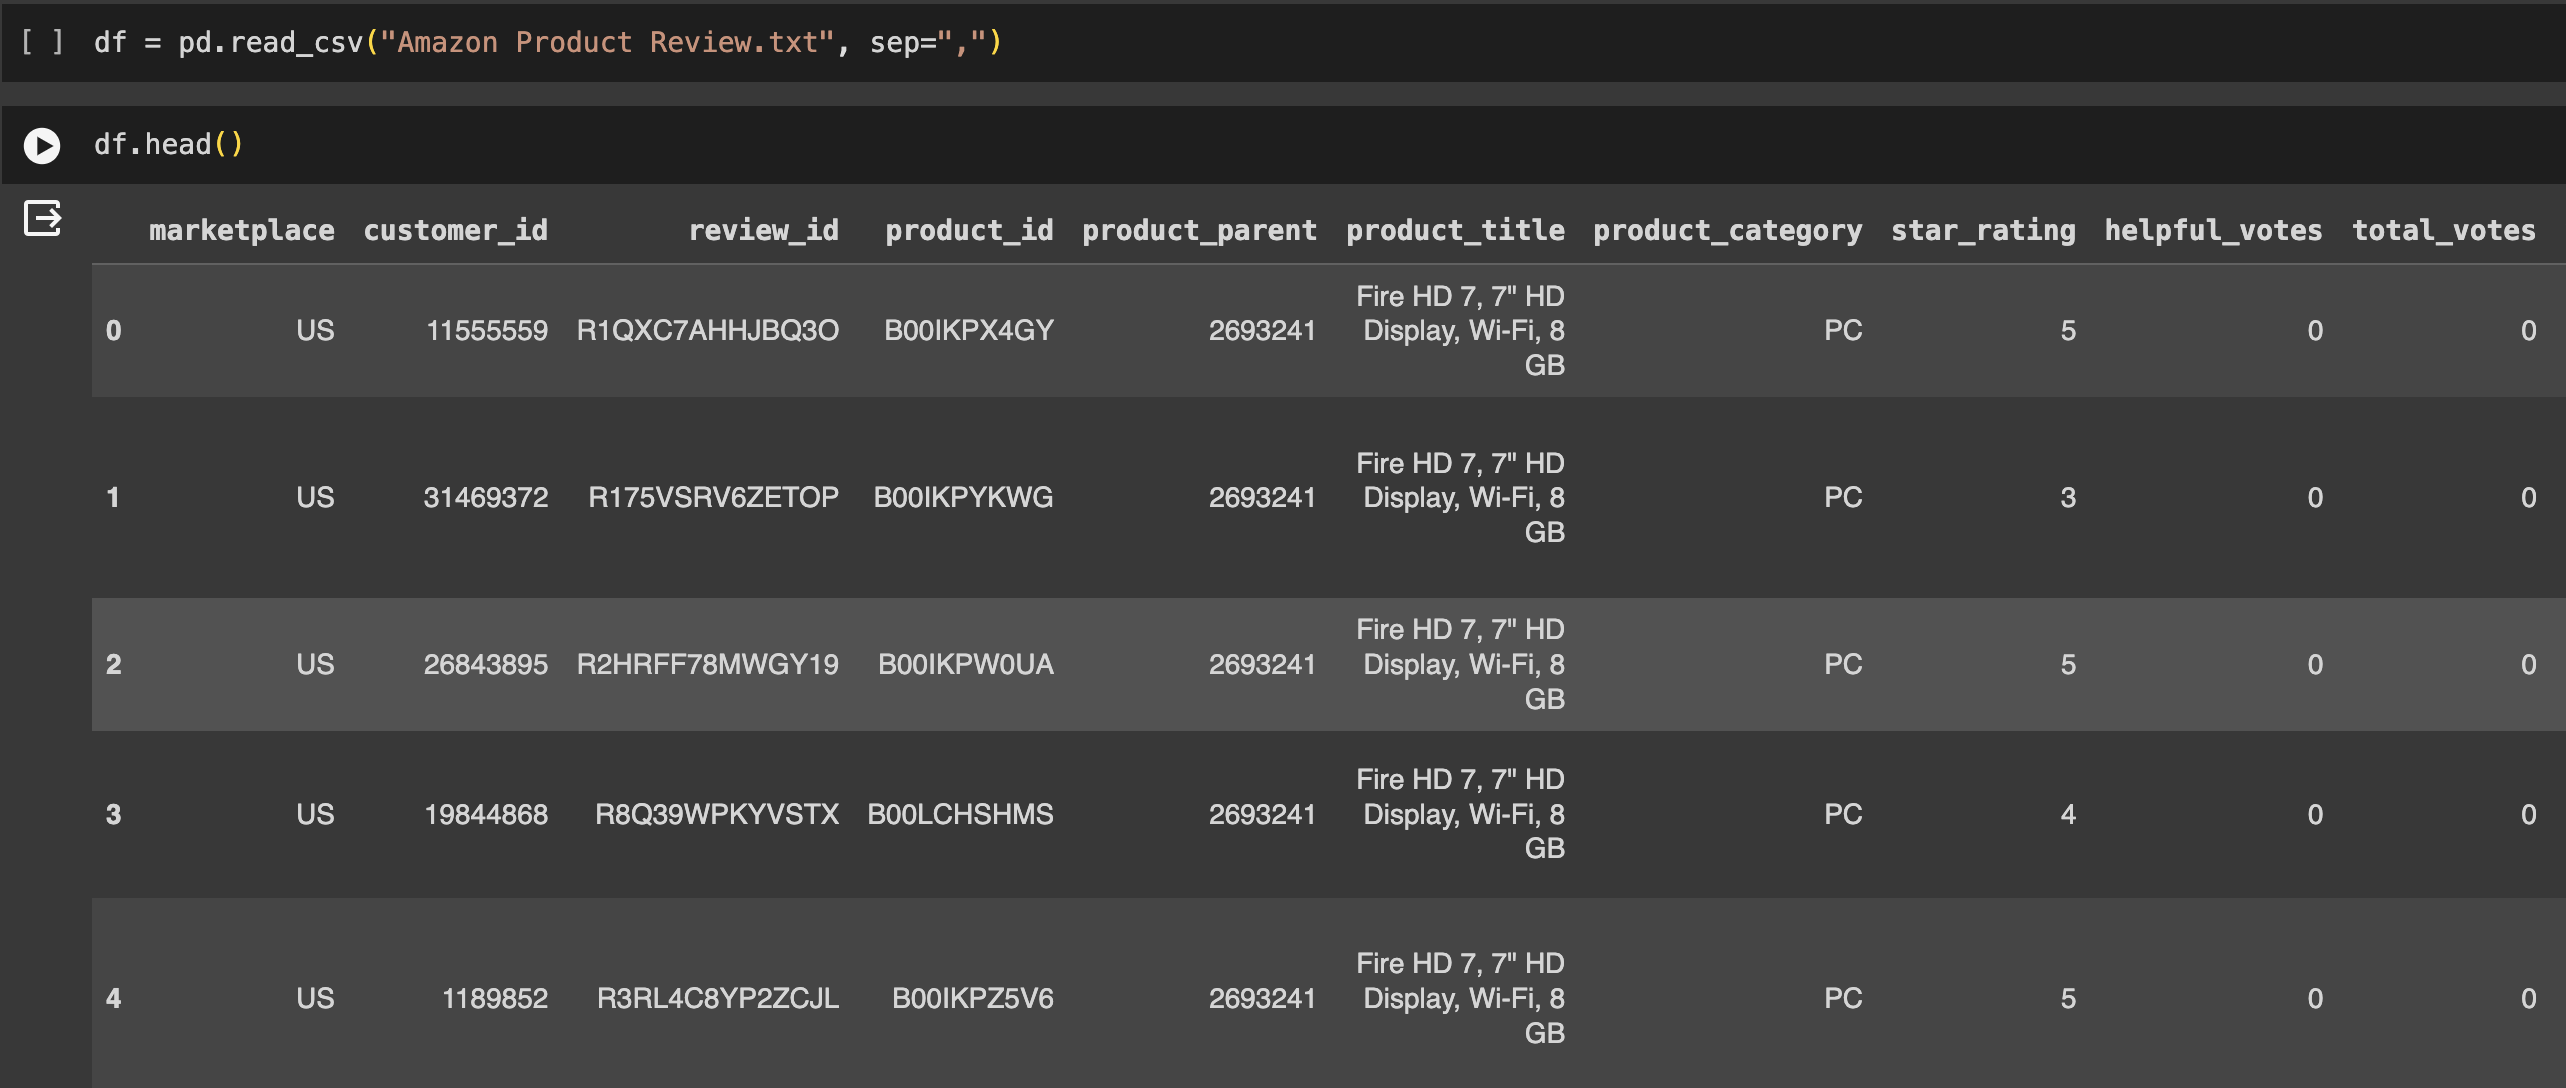 [ ] df = pd.read_csv("Amazon Product Review.txt", sep=",")
df.head()
marketplace customer_id review_id product_id product_parent product_title product_category star_rating helpful_votes total_votes
0 US 11555559 R1QXC7AHHJBQ3O B00IKPX4GY 2693241 Fire HD 7, 7" HD Display, Wi-Fi, 8 GB PC 5 0 0
1 US 31469372 R175VSRV6ZETOP B00IKPYKWG 2693241 Fire HD 7, 7" HD Display, Wi-Fi, 8 GB PC 3 0 0
2 US 26843895 R2HRFF78MWGY19 B00IKPW0UA 2693241 Fire HD 7, 7" HD Display, Wi-Fi, 8 GB PC 5 0 0
3 US 19844868 R8Q39WPKYVSTX B00LCHSHMS 2693241 Fire HD 7, 7" HD Display, Wi-Fi, 8 GB PC 4 0 0
4 US 1189852 R3RL4C8YP2ZCJL B00IKPZ5V6 2693241 Fire HD 7, 7" HD Display, Wi-Fi, 8 GB PC 5 0 0